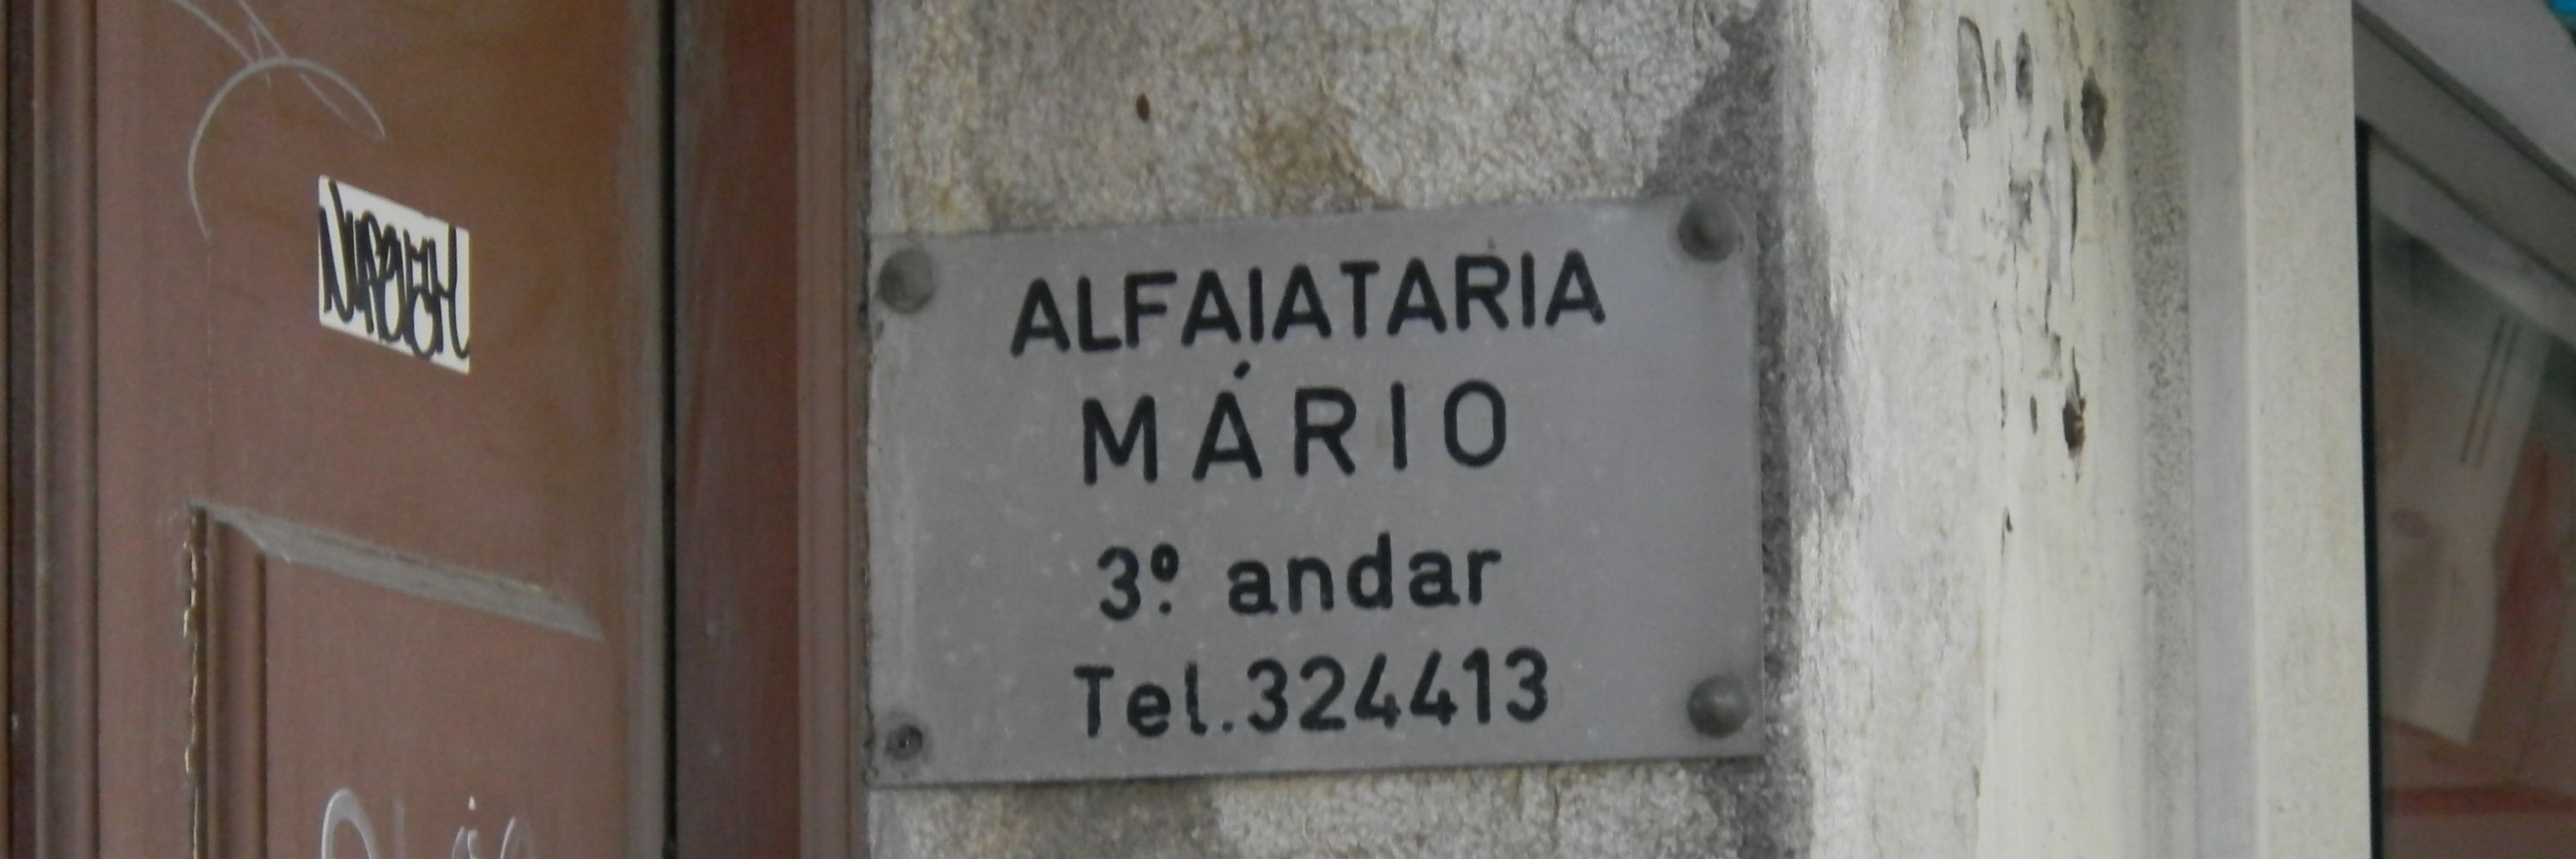 ALFAIATARIA
MÁRIO
3º andar
Tel.324413